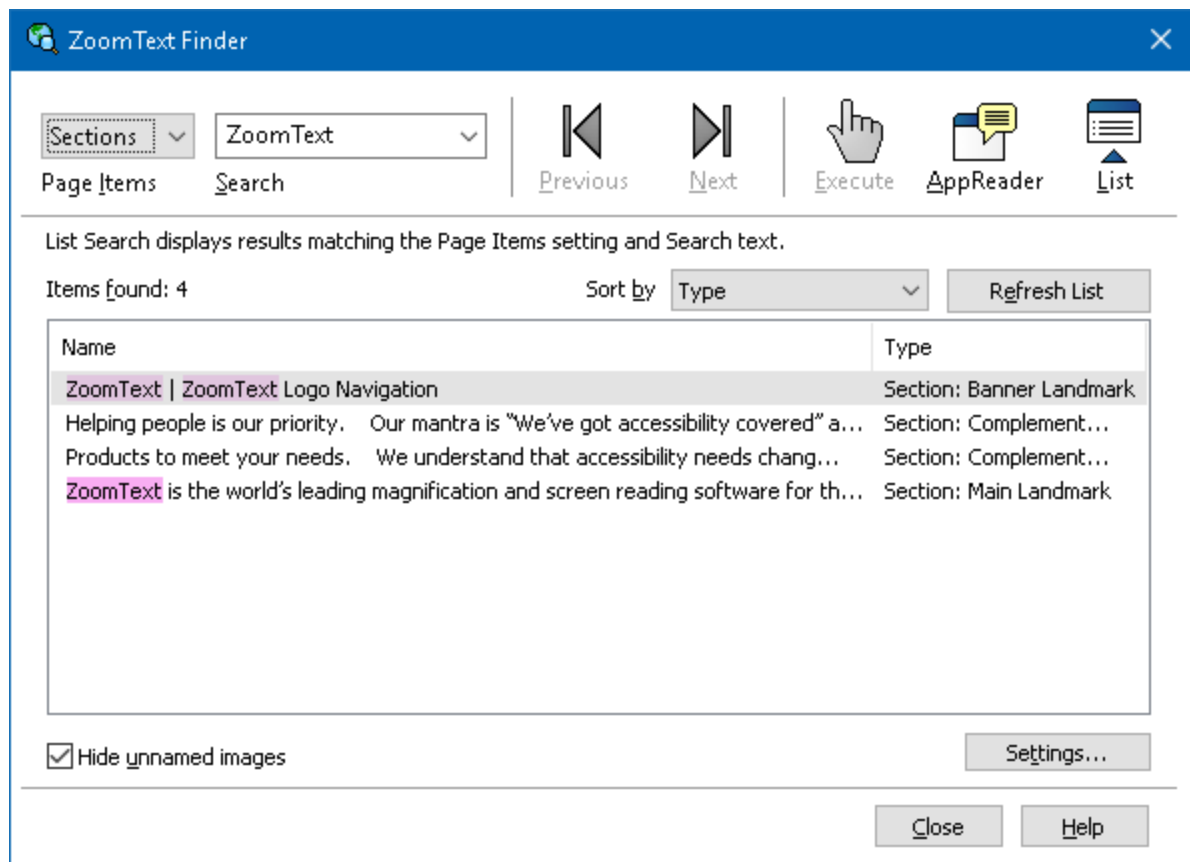 ZoomText Finder
Sections ZoomText
Page Items Search Previous Next Execute AppReader List
List Search displays results matching the Page Items setting and Search text.
Items found: 4 Sort by Type Refresh List
Name Type
ZoomText | ZoomText Logo Navigation Section: Banner Landmark
Helping people is our priority. Our mantra is “We’ve got accessibility covered” a... Section: Complement...
Products to meet your needs. We understand that accessibility needs chang... Section: Complement...
ZoomText is the world’s leading magnification and screen reading software for th... Section: Main Landmark
Hide unnamed images Settings...
Close Help